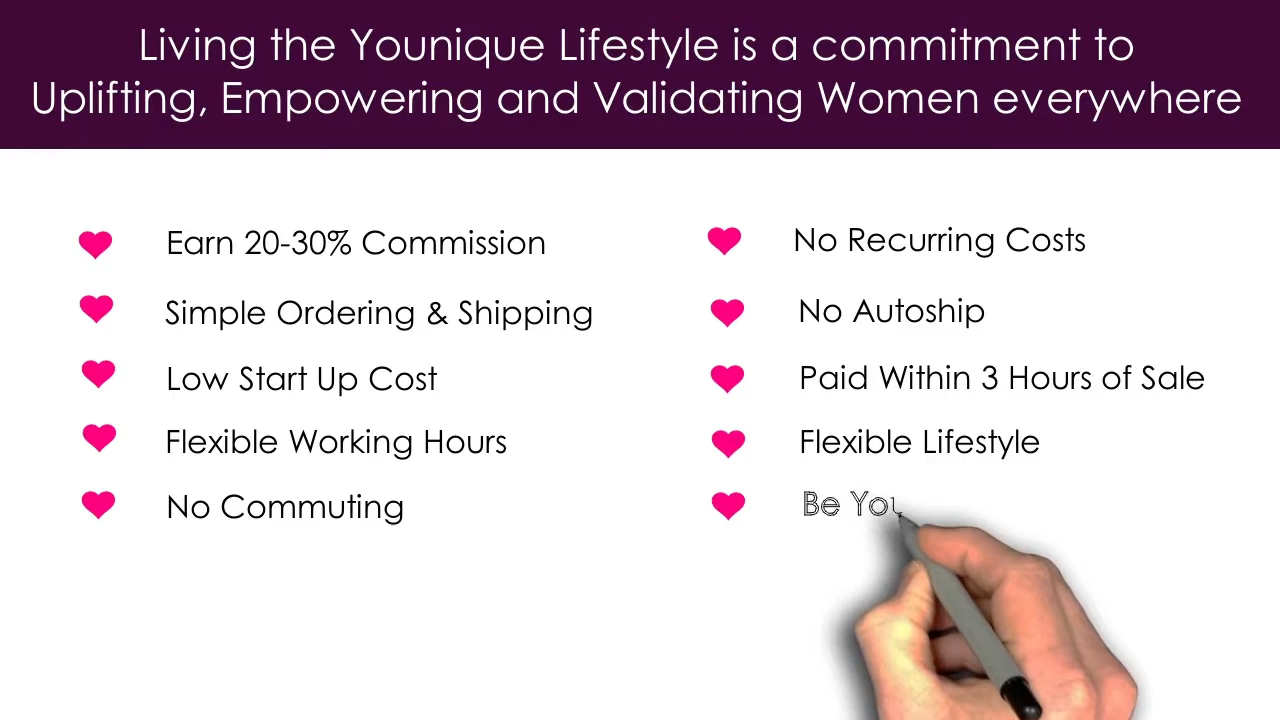 Living the Younique Lifestyle is a commitment to
Uplifting, Empowering and Validating Women everywhere
Earn 20-30% Commission
Simple Ordering & Shipping
Low Start Up Cost
Flexible Working Hours
No Commuting
No Recurring Costs
No Autoship
Paid Within 3 Hours of Sale
Flexible Lifestyle
Be You